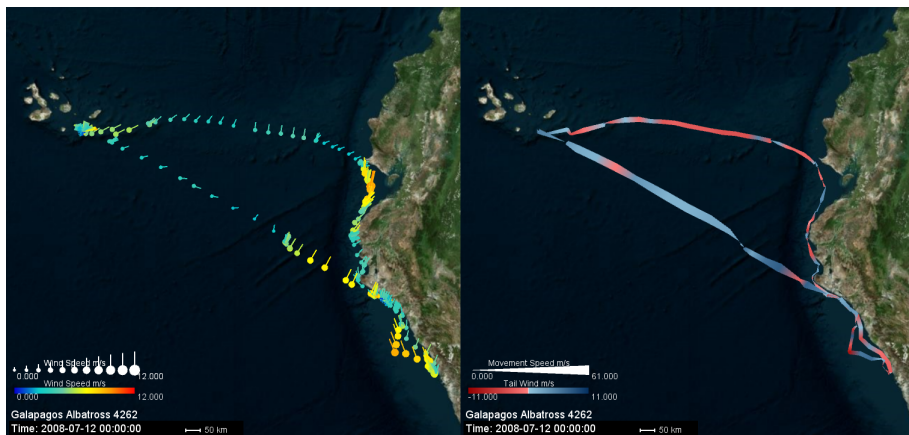 Wind Speed m/s
0.000 12.000
Wind Speed m/s
0.000 12.000
Galapagos Albatross 4262
Time: 2008-07-12 00:00:00
50 km
Movement Speed m/s
0.000 61.000
Tail Wind m/s
-11.000 11.000
Galapagos Albatross 4262
Time: 2008-07-12 00:00:00
50 km